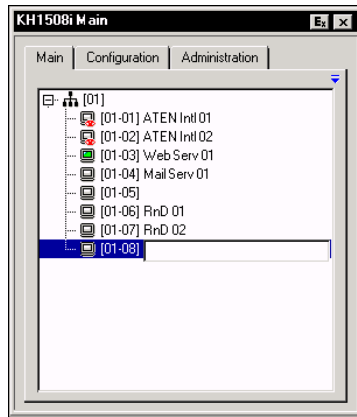 KH1508i Main
Ex
Main Configuration Administration
[01]
[01-01] ATEN Intl 01
[01-02] ATEN Intl 02
[01-03] Web Serv 01
[01-04] Mail Serv 01
[01-05]
[01-06] RnD 01
[01-07] RnD 02
[01-08]